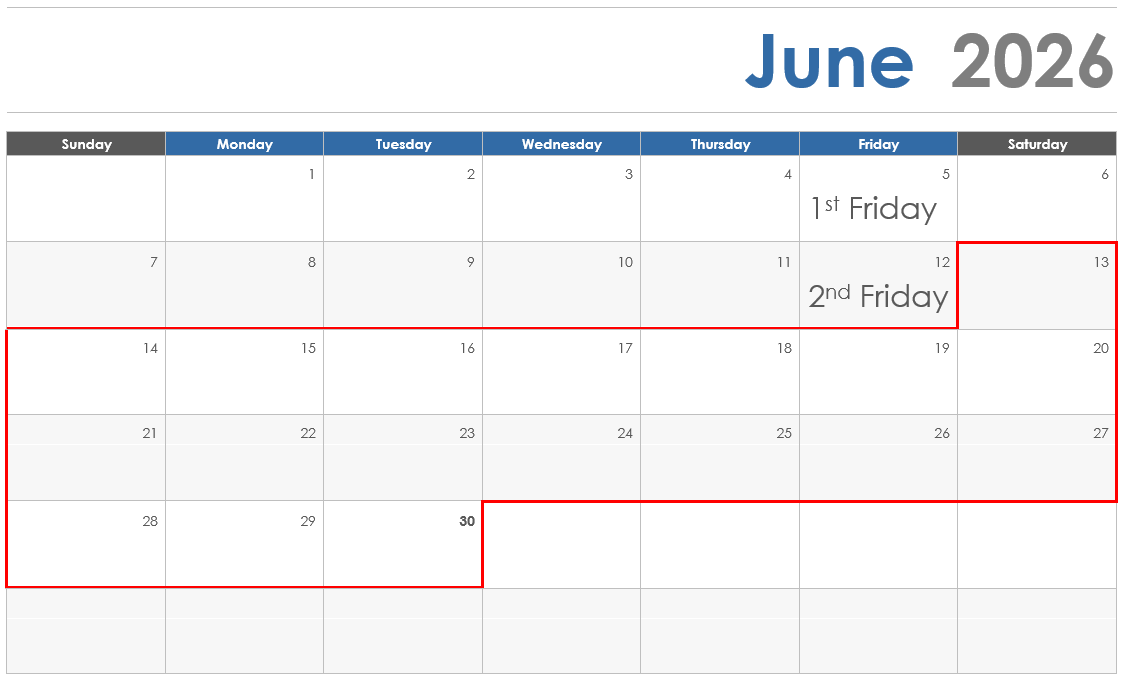 June 2026
Sunday Monday Tuesday Wednesday Thursday Friday Saturday
1 2 3 4 5 6
1st Friday
7 8 9 10 11 12 13
2nd Friday
14 15 16 17 18 19 20
21 22 23 24 25 26 27
28 29 30